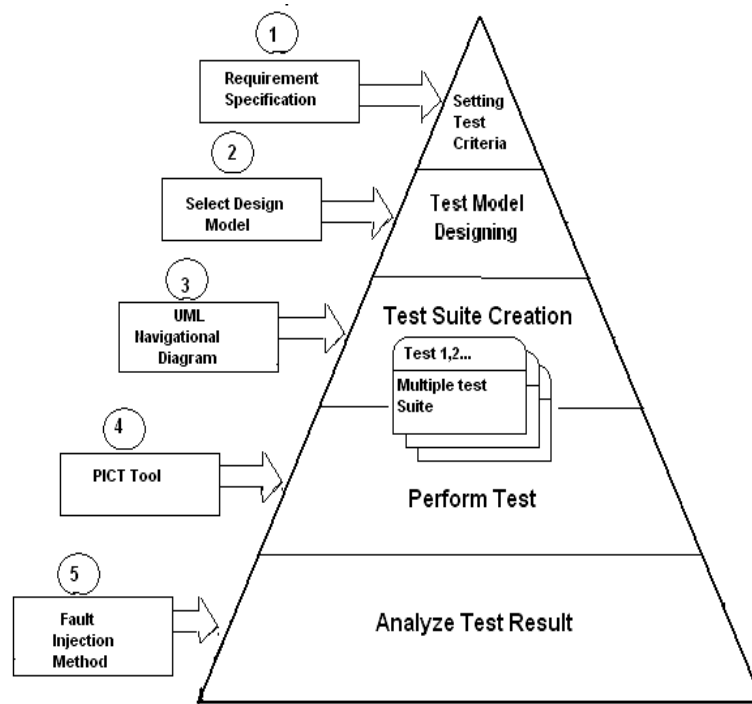 1
Requirement
Specification
Setting
Test
Criteria
2
Select Design
Model
Test Model
Designing
3
UML
Navigational
Diagram
Test Suite Creation
Test 1,2...
Multiple test
Suite
4
PICT Tool
Perform Test
5
Fault
Injection
Method
Analyze Test Result